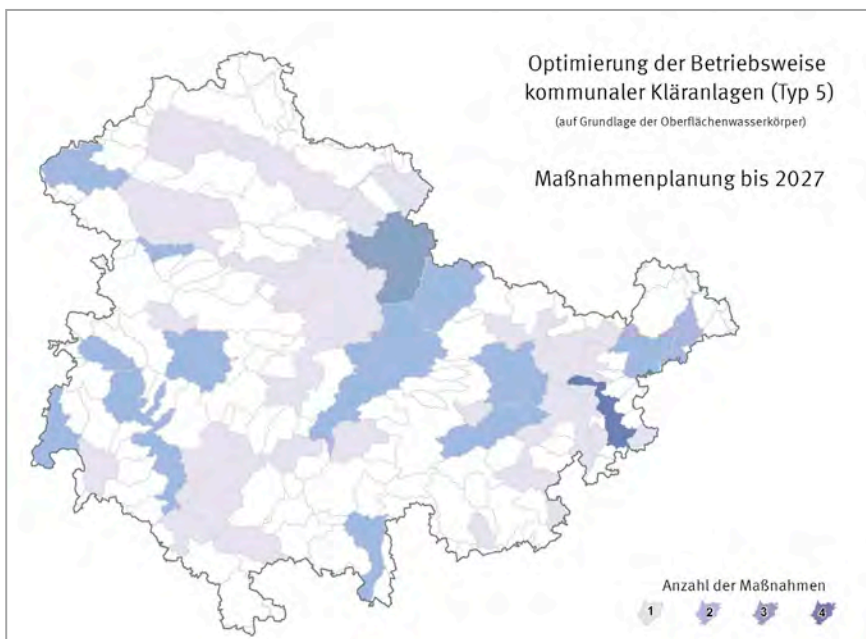 Optimierung der Betriebsweise
kommunaler Kläranlagen (Typ 5)
(auf Grundlage der Oberflächenwasserkörper)
Maßnahmenplanung bis 2027
Anzahl der Maßnahmen
1 2 3 4